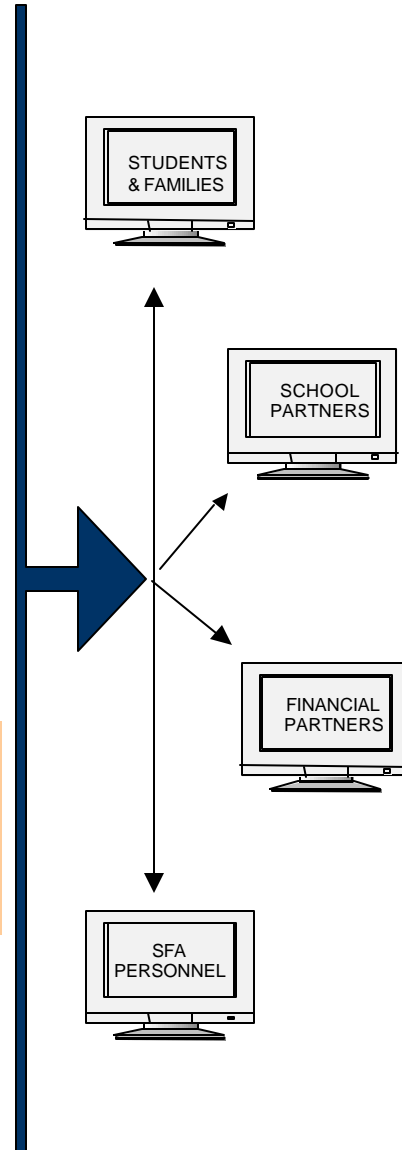 STUDENTS
& FAMILIES
SCHOOL
PARTNERS
FINANCIAL
PARTNERS
SFA
PERSONNEL